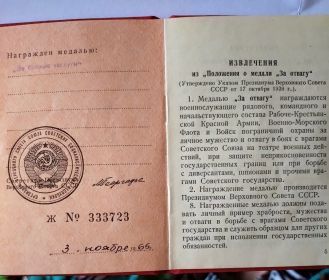 Награжден медалью:
„За боевые заслуги"
Ж № 333723
3. ноября 66.
ИЗВЛЕЧЕНИЯ
из „Положения о медали „За отвагу"
(Утверждено Указом Президиума Верховного Совета
СССР от 17 октября 1938 г.).
1. Медалью „За отвагу" награждаются
военнослужащие рядового, командного и
начальствующего состава Рабоче-Крестьян-
ской Красной Армии, Военно-Морского
Флота и Войск пограничной охраны за
личное мужество и отвагу в боях с врагами
Советского Союза на театре военных дей-
ствий, при защите неприкосновенности
государственных границ или при борьбе с
диверсантами, шпионами и прочими врага-
ми Советского государства.
2. Награждение медалью производится
Президиумом Верховного Совета СССР.
8. Награжденные медалью должны пода-
вать личный пример храбрости, мужества
и отваги в борьбе с врагами Советского
государства и служить образцом для других
граждан при исполнении государственных
обязанностей.